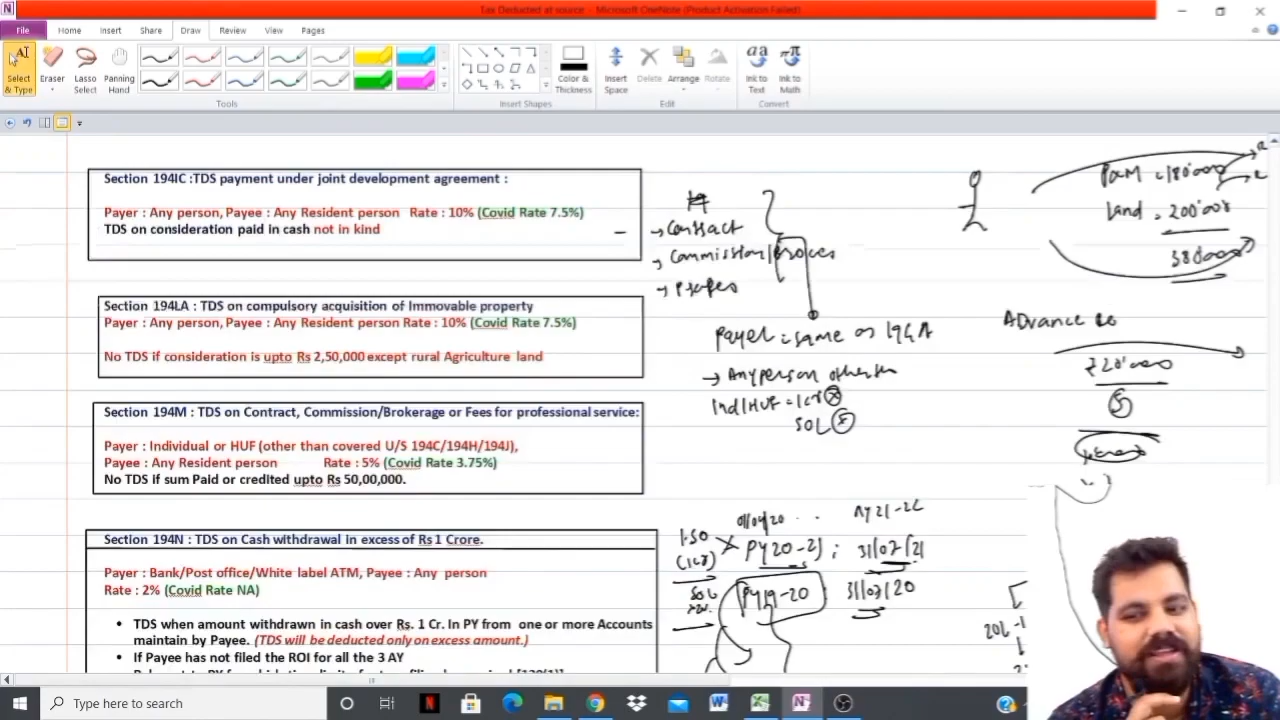 Tax Deducted at source - Microsoft OneNote (Product Activation Failed)
File Home Insert Share Draw Review View Pages
Select & Type
Eraser
Lasso Select
Panning Hand
Color & Thickness
Insert Space
Delete
Arrange
Rotate
Ink to Text
Ink to Math
Tools Insert Shapes Edit Convert
Section 194IC :TDS payment under joint development agreement :
Payer : Any person, Payee : Any Resident person Rate : 10% (Covid Rate 7.5%)
TDS on consideration paid in cash not in kind
Section 194LA : TDS on compulsory acquisition of Immovable property
Payer : Any person, Payee : Any Resident person Rate : 10% (Covid Rate 7.5%)
No TDS if consideration is upto Rs 2,50,000 except rural Agriculture land
Section 194M : TDS on Contract, Commission/Brokerage or Fees for professional service:
Payer : Individual or HUF (other than covered U/S 194C/194H/194J),
Payee : Any Resident person Rate : 5% (Covid Rate 3.75%)
No TDS if sum Paid or credited upto Rs 50,00,000.
Section 194N : TDS on Cash withdrawal in excess of Rs 1 Crore.
Payer : Bank/Post office/White label ATM, Payee : Any person
Rate : 2% (Covid Rate NA)
• TDS when amount withdrawn in cash over Rs. 1 Cr. In PY from one or more Accounts
maintain by Payee. (TDS will be deducted only on excess amount.)
• If Payee has not filed the ROI for all the 3 AY
→ Contract
→ Commission/
Payer : same as 194A
→ Any person other
Ind/HUF = 1cr
50L
Land = 200'000
Advance
PY20-21 ; 31/07/21
PY19-20 31/07/20
Type here to search